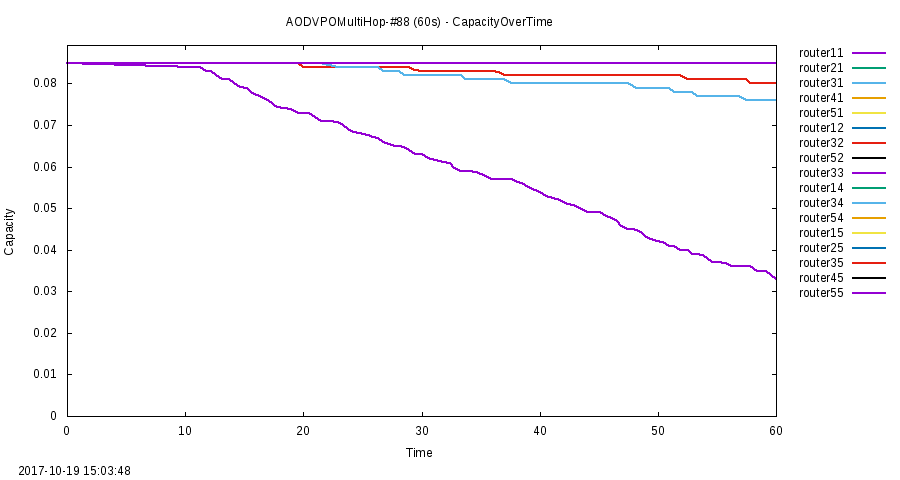 AODVPOMultiHop-#88 (60s) - CapacityOverTime
router11
router21
router31
router41
router51
router12
router32
router52
router33
router14
router34
router54
router15
router25
router35
router45
router55
0.08
0.07
0.06
0.05
0.04
0.03
0.02
0.01
0
Capacity
0 10 20 30 40 50 60
Time
2017-10-19 15:03:48